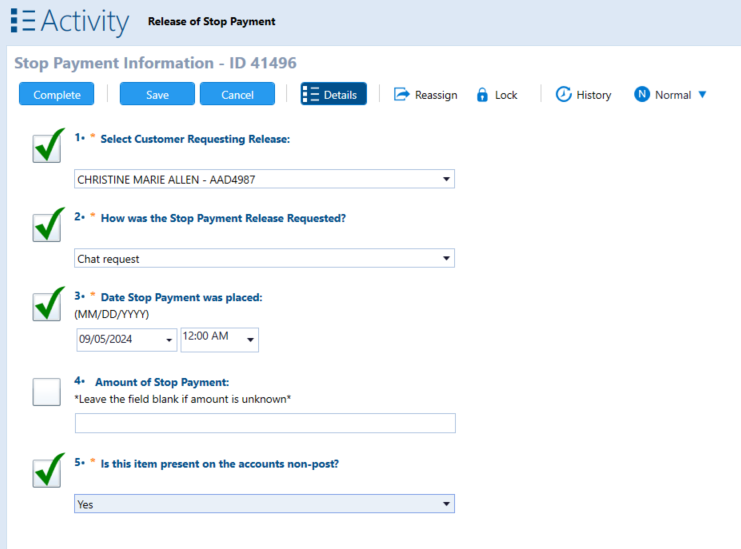 Activity Release of Stop Payment
Stop Payment Information - ID 41496
Complete Save Cancel Details Reassign Lock History N Normal
1. * Select Customer Requesting Release:
CHRISTINE MARIE ALLEN - AAD4987
2. * How was the Stop Payment Release Requested?
Chat request
3. * Date Stop Payment was placed:
(MM/DD/YYYY)
09/05/2024 12:00 AM
4. Amount of Stop Payment:
*Leave the field blank if amount is unknown*
5. * Is this item present on the accounts non-post?
Yes